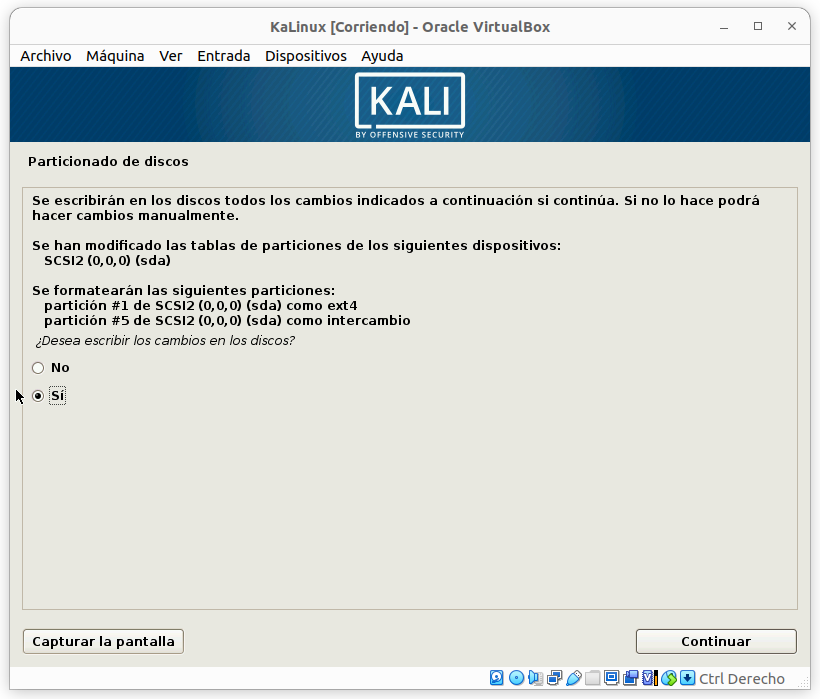 KaLinux [Corriendo] - Oracle VirtualBox
Archivo Máquina Ver Entrada Dispositivos Ayuda
KALI
BY OFFENSIVE SECURITY
Particionado de discos
Se escribirán en los discos todos los cambios indicados a continuación si continúa. Si no lo hace podrá
hacer cambios manualmente.
Se han modificado las tablas de particiones de los siguientes dispositivos:
SCSI2 (0,0,0) (sda)
Se formatearán las siguientes particiones:
partición #1 de SCSI2 (0,0,0) (sda) como ext4
partición #5 de SCSI2 (0,0,0) (sda) como intercambio
¿Desea escribir los cambios en los discos?
No
Sí
Capturar la pantalla
Continuar
Ctrl Derecho